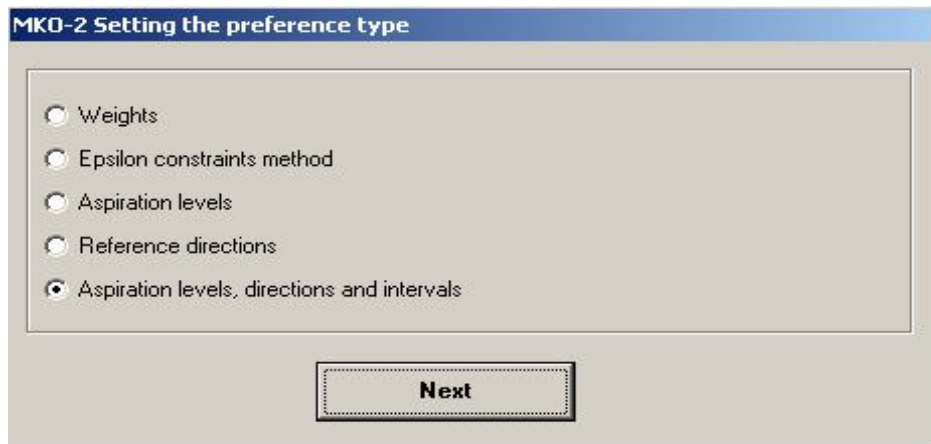 MKO-2 Setting the preference type
Weights
Epsilon constraints method
Aspiration levels
Reference directions
Aspiration levels, directions and intervals
Next